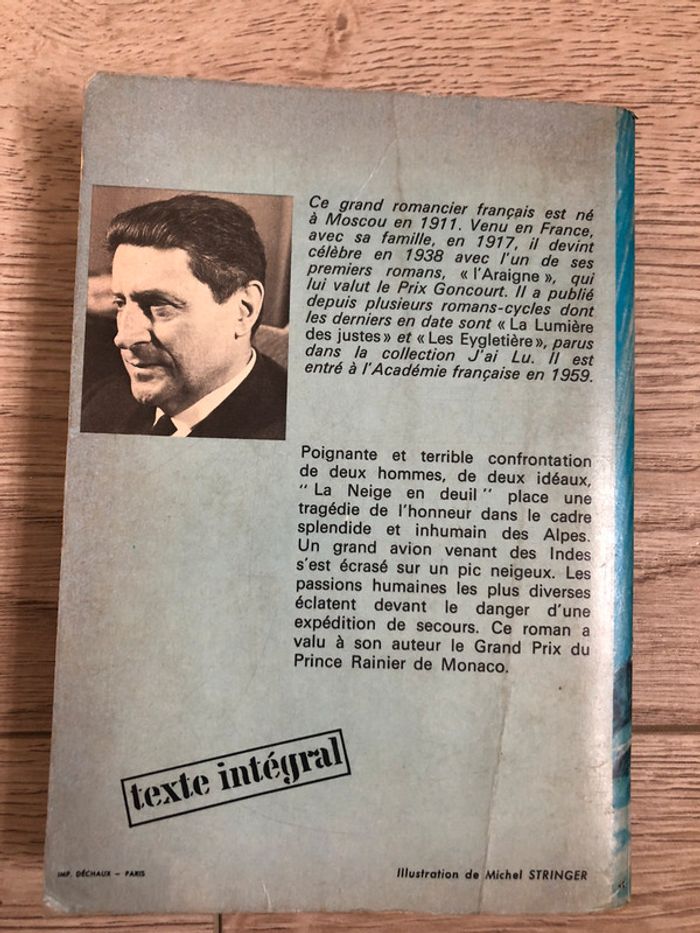 Ce grand romancier français est né
à Moscou en 1911. Venu en France,
avec sa famille, en 1917, il devint
célèbre en 1938 avec l'un de ses
premiers romans, « l'Araigne », qui
lui valut le Prix Goncourt. Il a publié
depuis plusieurs romans-cycles dont
les derniers en date sont « La Lumière
des justes » et « Les Eygletière », parus
dans la collection J'ai Lu. Il est
entré à l'Académie française en 1959.
Poignante et terrible confrontation
de deux hommes, de deux idéaux,
" La Neige en deuil " place une
tragédie de l'honneur dans le cadre
splendide et inhumain des Alpes.
Un grand avion venant des Indes
s'est écrasé sur un pic neigeux. Les
passions humaines les plus diverses
éclatent devant le danger d'une
expédition de secours. Ce roman a
valu à son auteur le Grand Prix du
Prince Rainier de Monaco.
texte intégral
IMP. DÉCHAUX – PARIS
Illustration de Michel STRINGER